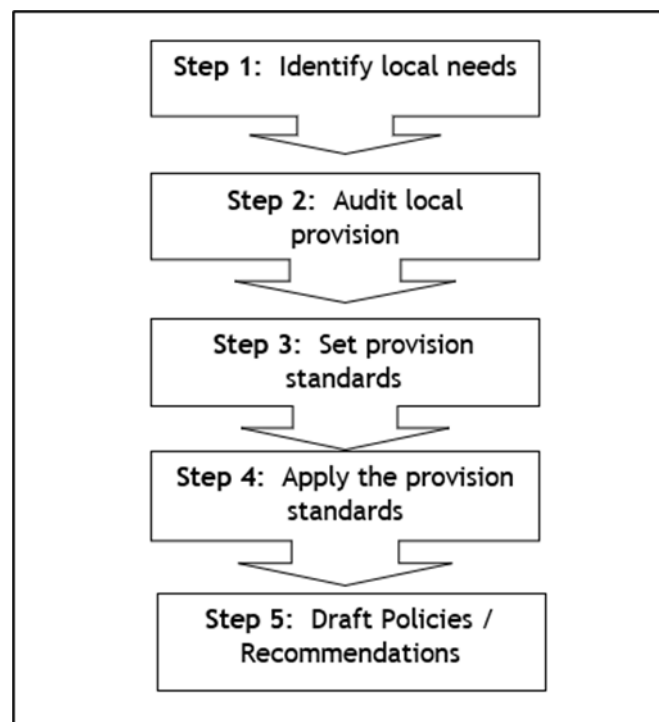 Step 1: Identify local needs
Step 2: Audit local
provision
Step 3: Set provision
standards
Step 4: Apply the provision
standards
Step 5: Draft Policies /
Recommendations